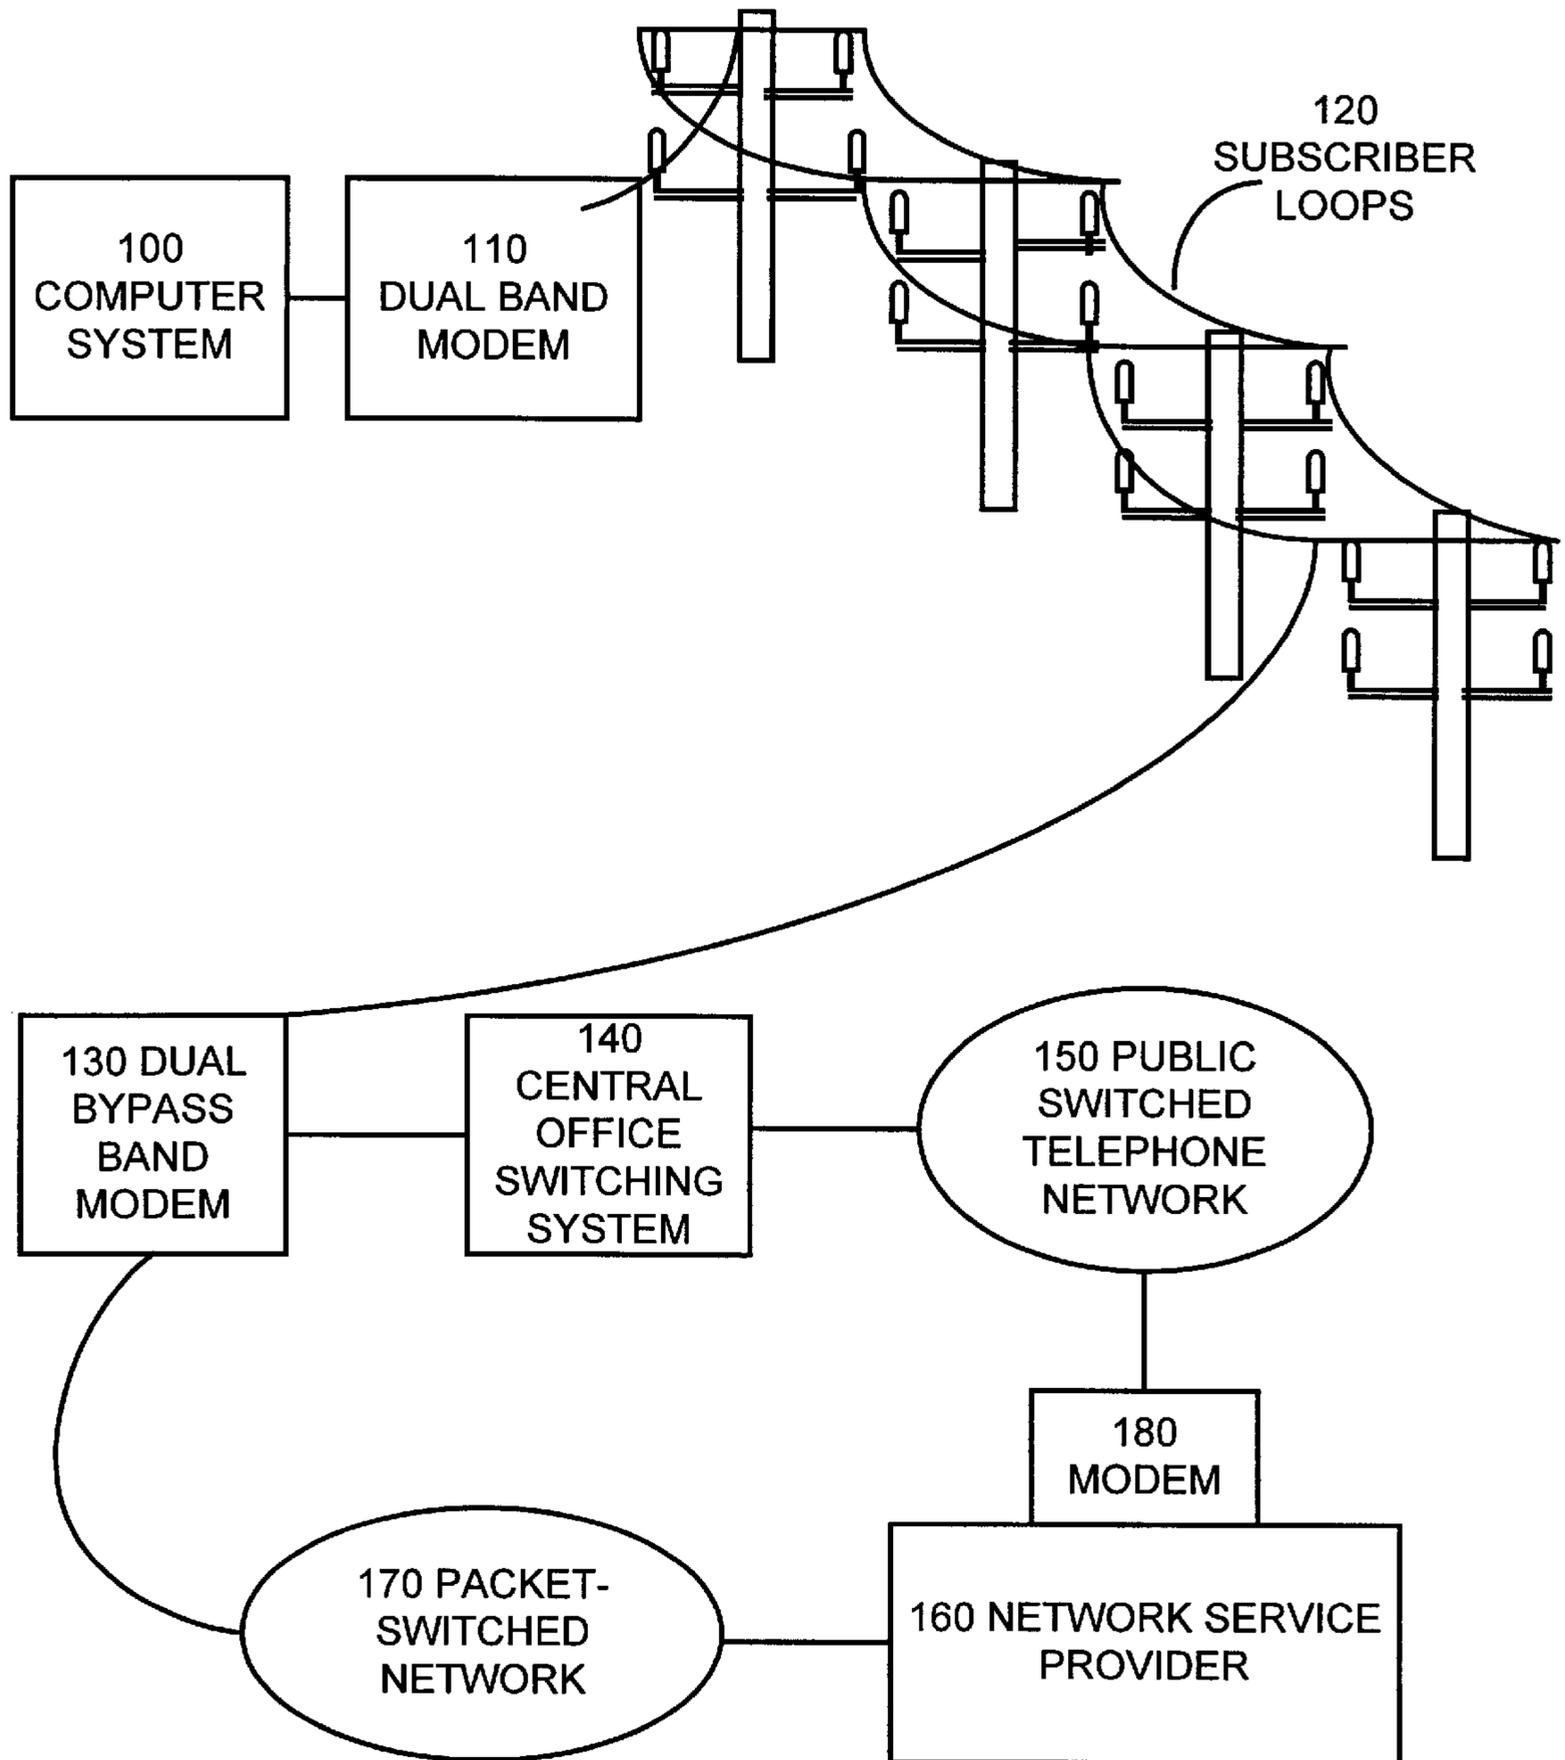 120
SUBSCRIBER
LOOPS
100
COMPUTER
SYSTEM
110
DUAL BAND
MODEM
130 DUAL
BYPASS
BAND
MODEM
140
CENTRAL
OFFICE
SWITCHING
SYSTEM
150 PUBLIC
SWITCHED
TELEPHONE
NETWORK
180
MODEM
170 PACKET-
SWITCHED
NETWORK
160 NETWORK SERVICE
PROVIDER